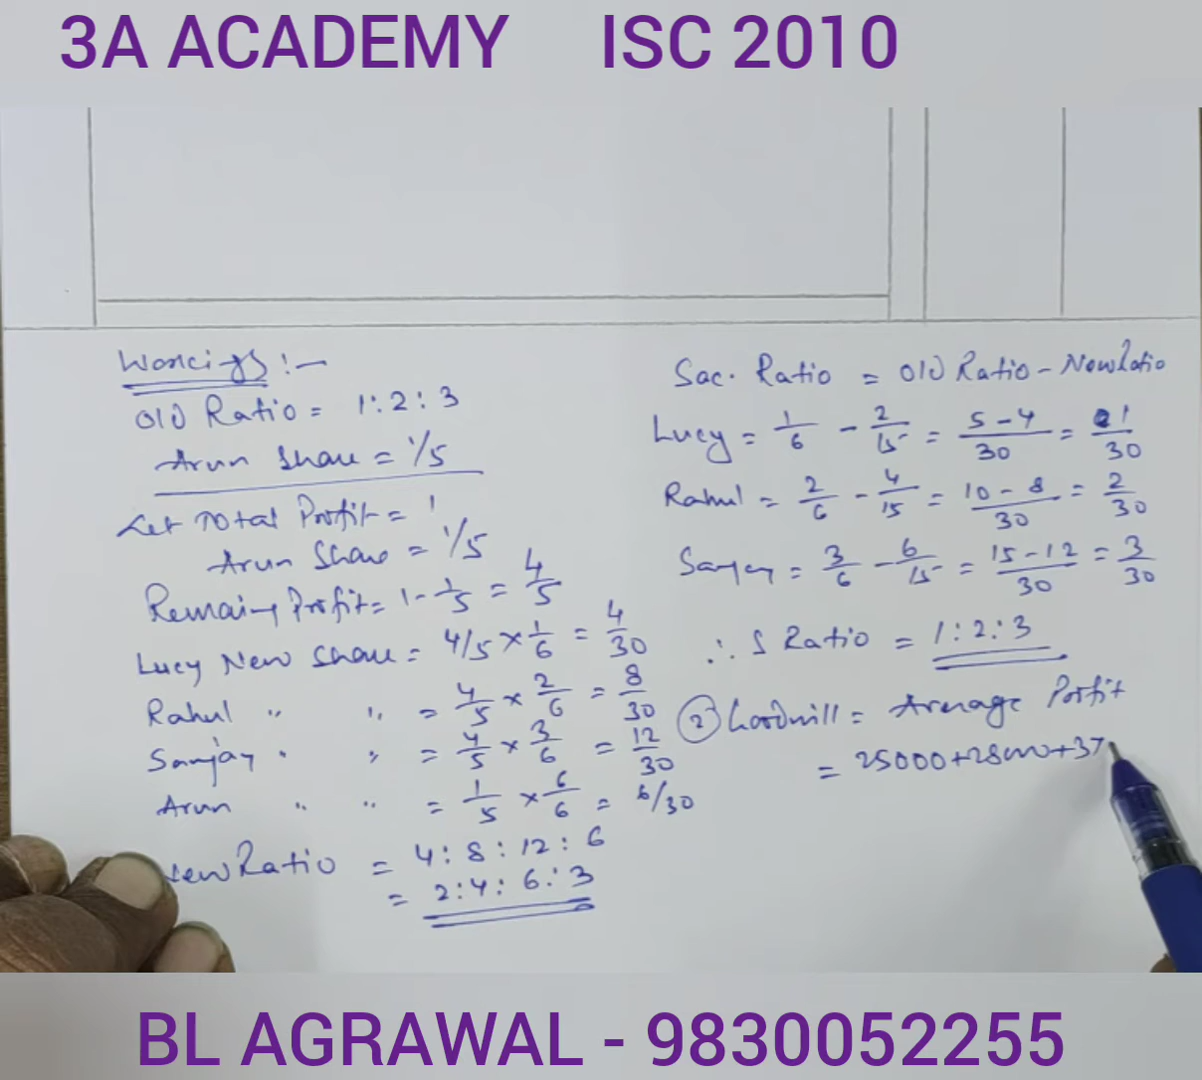 3A ACADEMY ISC 2010
Workings :-
Old Ratio = 1:2:3
Arun Share = 1/5
Let Total Profit = 1
Arun Share = 1/5
Remaing Profit = 1 - 1/5 = 4/5
Lucy New Share = 4/5 × 1/6 = 4/30
Rahul " " = 4/5 × 2/6 = 8/30
Sanjay " " = 4/5 × 3/6 = 12/30
Arun " " = 1/5 × 6/6 = 6/30
New Ratio = 4:8:12:6
= 2:4:6:3
Sac. Ratio = Old Ratio - New Ratio
Lucy = 1/6 - 2/15 = 5-4/30 = 1/30
Rahul = 2/6 - 4/15 = 10-8/30 = 2/30
Sanjay = 3/6 - 6/15 = 15-12/30 = 3/30
∴ S Ratio = 1:2:3
② Goodwill = Average Profit
= 25000+28000+37
BL AGRAWAL - 9830052255